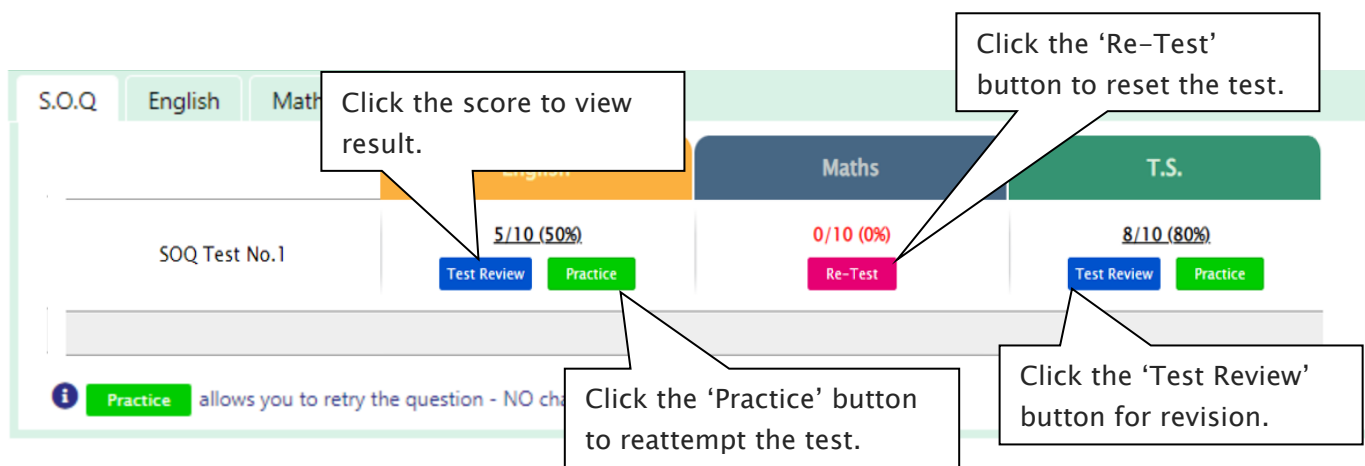 Click the ‘Re-Test’
button to reset the test.
S.O.Q
English
Math
Click the score to view
result.
Maths
T.S.
SOQ Test No.1
5/10 (50%)
0/10 (0%)
8/10 (80%)
Test Review
Practice
Re-Test
Test Review
Practice
Practice allows you to retry the question - NO
Click the ‘Practice’ button
to reattempt the test.
Click the ‘Test Review’
button for revision.